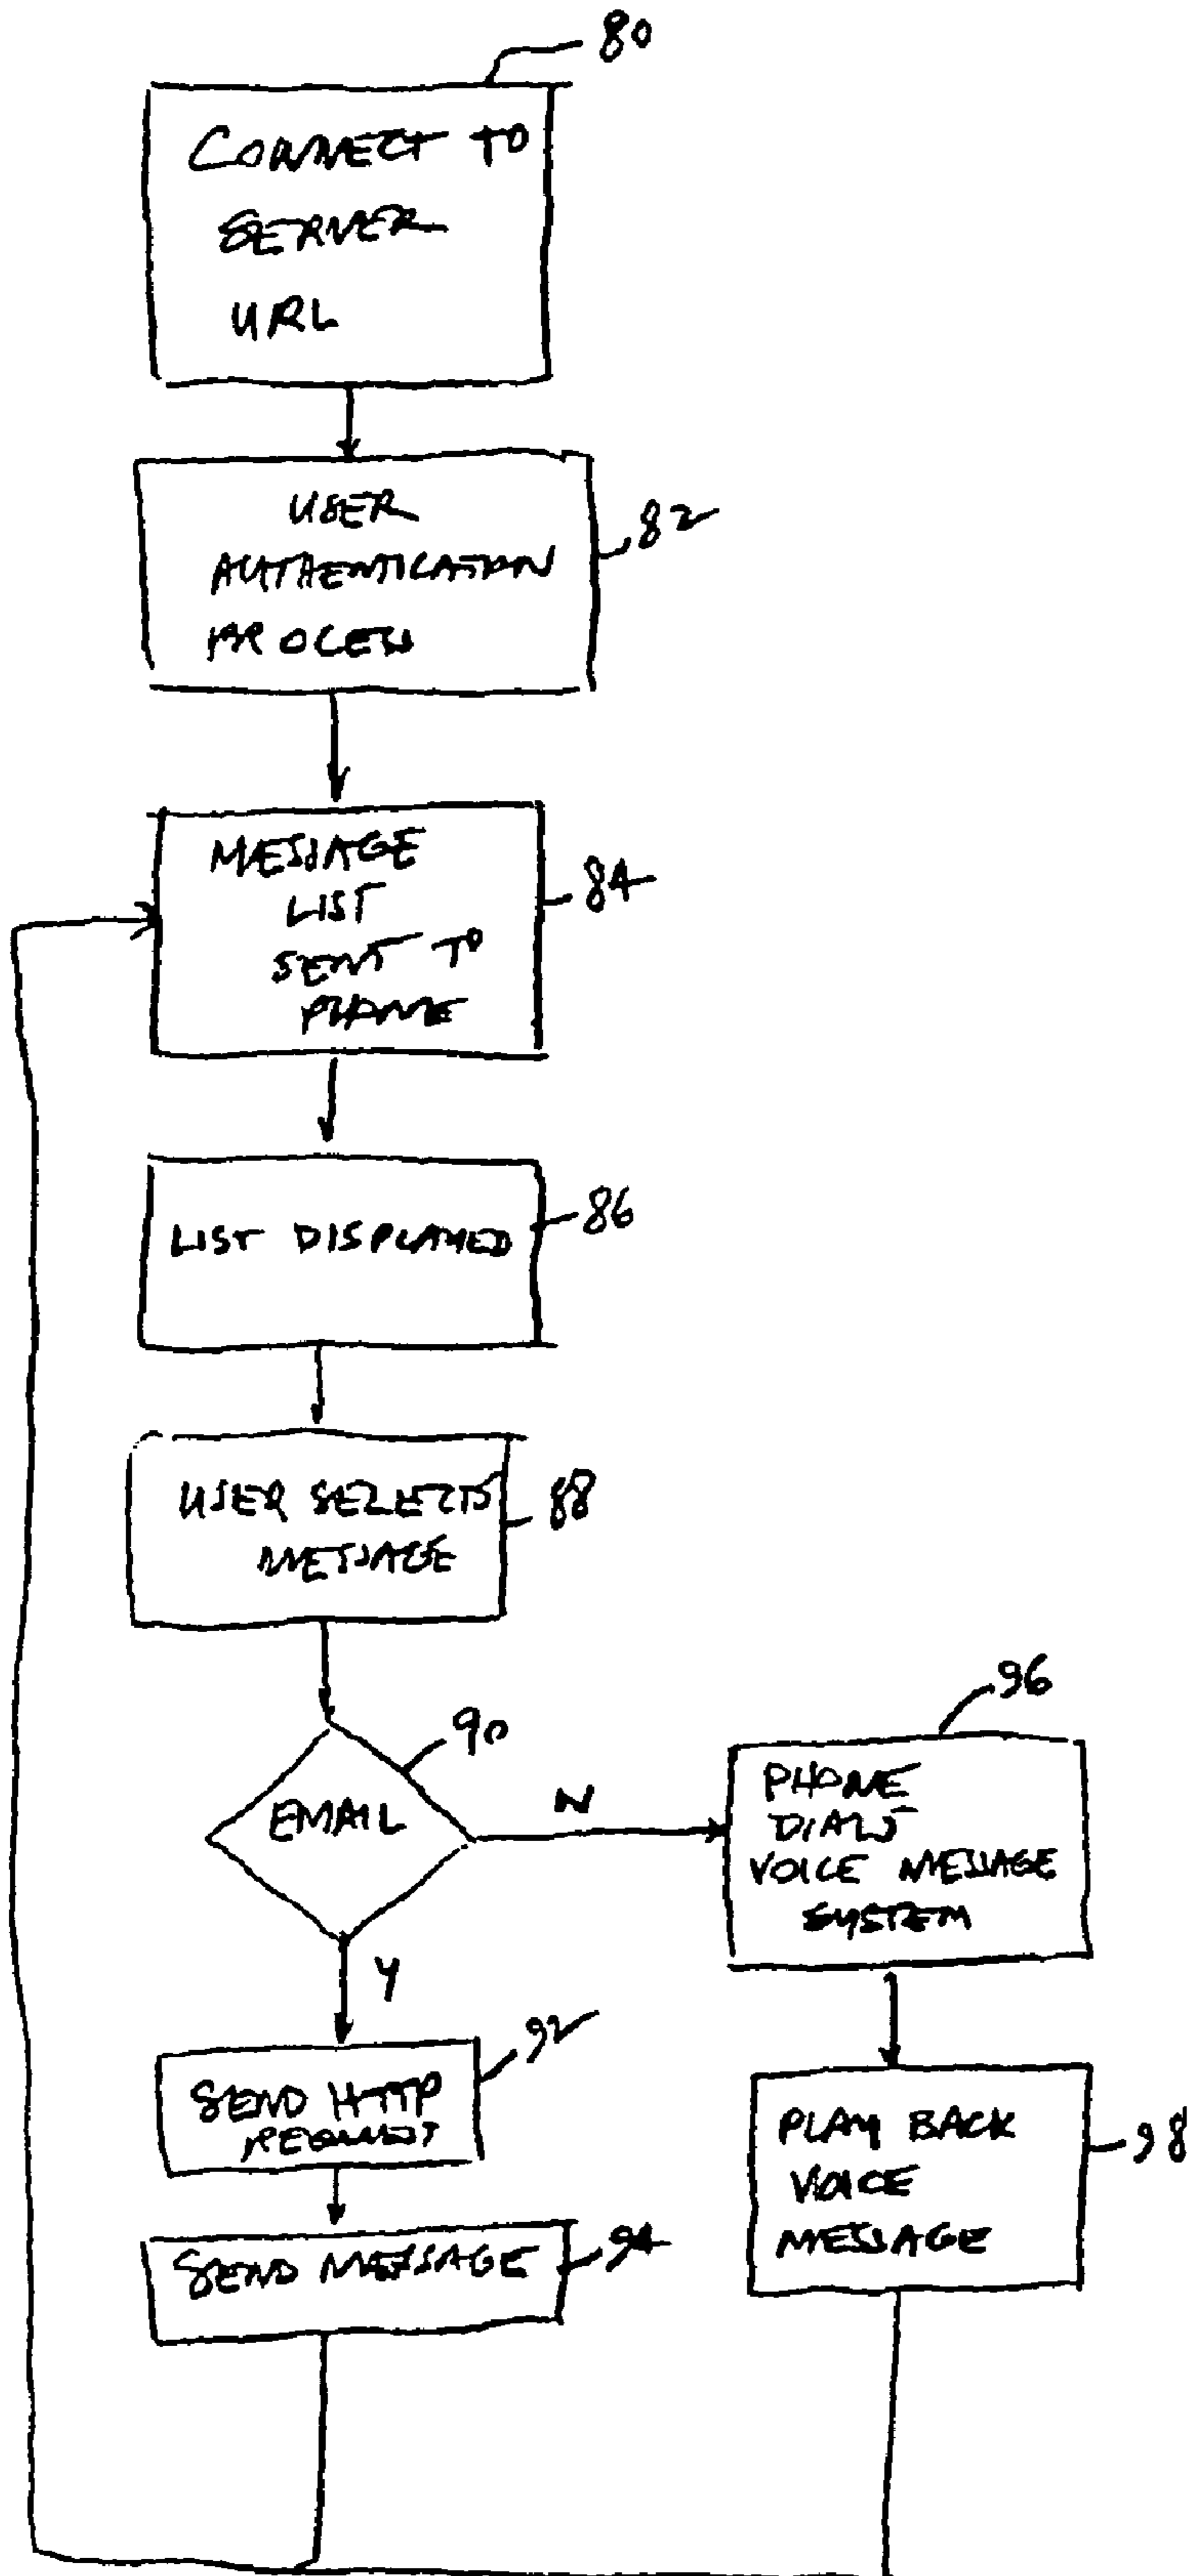 80
CONNECT TO
SERVER
URL
USER
AUTHENTICATION
PROCESS
82
MESSAGE
LIST
SENT TO
PHONE
84
LIST DISPLAYED
86
USER SELECTS
MESSAGE
88
90
EMAIL
N
Y
96
PHONE
DIALS
VOICE MESSAGE
SYSTEM
92
SEND HTTP
REQUEST
SEND MESSAGE
94
PLAY BACK
VOICE
MESSAGE
98